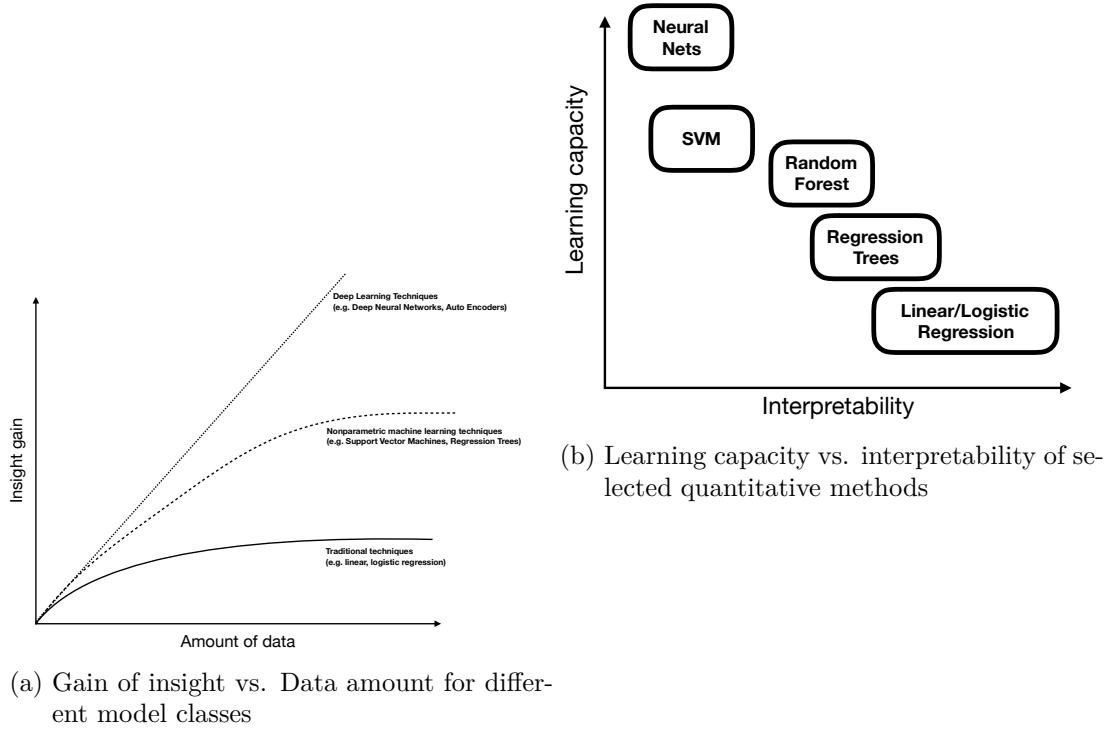 Insight gain
Deep Learning Techniques
(e.g. Deep Neural Networks, Auto Encoders)
Nonparametric machine learning techniques
(e.g. Support Vector Machines, Regression Trees)
Traditional techniques
(e.g. linear, logistic regression)
Amount of data
(a) Gain of insight vs. Data amount for differ-
ent model classes
Learning capacity
Neural
Nets
SVM
Random
Forest
Regression
Trees
Linear/Logistic
Regression
Interpretability
(b) Learning capacity vs. interpretability of se-
lected quantitative methods